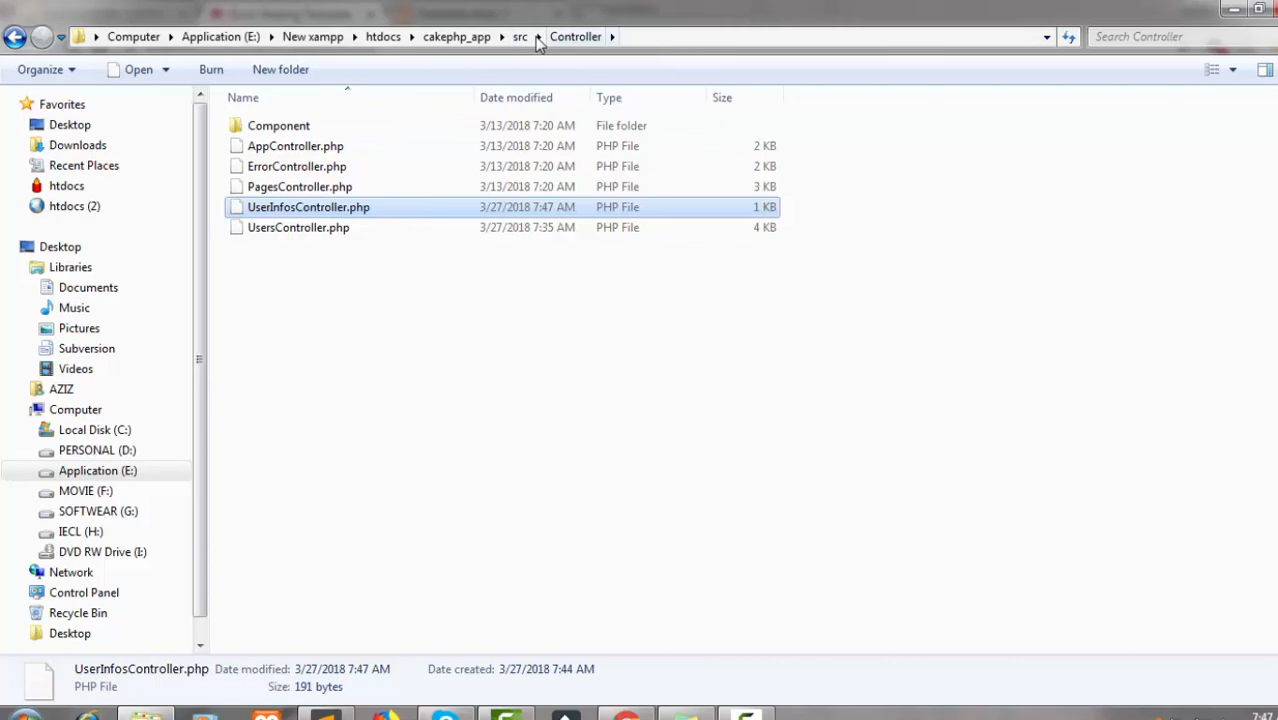 Computer Application (E:) New xampp htdocs cakephp_app src Controller Search Controller
Organize Open Burn New folder
Name Date modified Type Size
Component 3/13/2018 7:20 AM File folder
AppController.php 3/13/2018 7:20 AM PHP File 2 KB
ErrorController.php 3/13/2018 7:20 AM PHP File 2 KB
PagesController.php 3/13/2018 7:20 AM PHP File 3 KB
UserInfosController.php 3/27/2018 7:47 AM PHP File 1 KB
UsersController.php 3/27/2018 7:35 AM PHP File 4 KB
Favorites
Desktop
Downloads
Recent Places
htdocs
htdocs (2)
Desktop
Libraries
Documents
Music
Pictures
Subversion
Videos
AZIZ
Computer
Local Disk (C:)
PERSONAL (D:)
Application (E:)
MOVIE (F:)
SOFTWEAR (G:)
IECL (H:)
DVD RW Drive (I:)
Network
Control Panel
Recycle Bin
Desktop
UserInfosController.php Date modified: 3/27/2018 7:47 AM Date created: 3/27/2018 7:44 AM
PHP File Size: 191 bytes